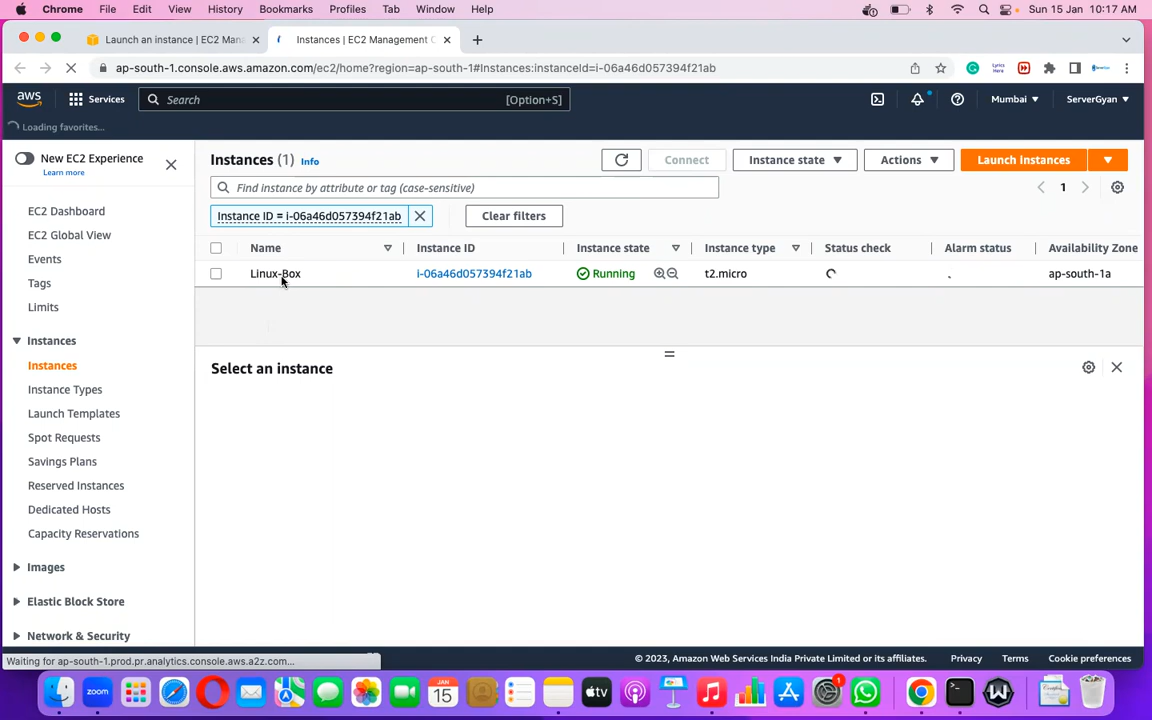 Chrome File Edit View History Bookmarks Profiles Tab Window Help Sun 15 Jan 10:17 AM
Launch an instance | EC2 Man Instances | EC2 Management C
ap-south-1.console.aws.amazon.com/ec2/home?region=ap-south-1#Instances:instanceId=i-06a46d057394f21ab
aws Services Search [Option+S] Mumbai ServerGyan
Loading favorites...
New EC2 Experience
Learn more
EC2 Dashboard
EC2 Global View
Events
Tags
Limits
Instances
Instances
Instance Types
Launch Templates
Spot Requests
Savings Plans
Reserved Instances
Dedicated Hosts
Capacity Reservations
Images
Elastic Block Store
Network & Security
Instances (1) Info Connect Instance state Actions Launch instances
Find instance by attribute or tag (case-sensitive) 1
Instance ID = i-06a46d057394f21ab Clear filters
Name Instance ID Instance state Instance type Status check Alarm status Availability Zone
Linux-Box i-06a46d057394f21ab Running t2.micro ap-south-1a
Select an instance
Waiting for ap-south-1.prod.pr.analytics.console.aws.a2z.com...
© 2023, Amazon Web Services India Private Limited or its affiliates. Privacy Terms Cookie preferences
zoom
JAN
15
tv
1